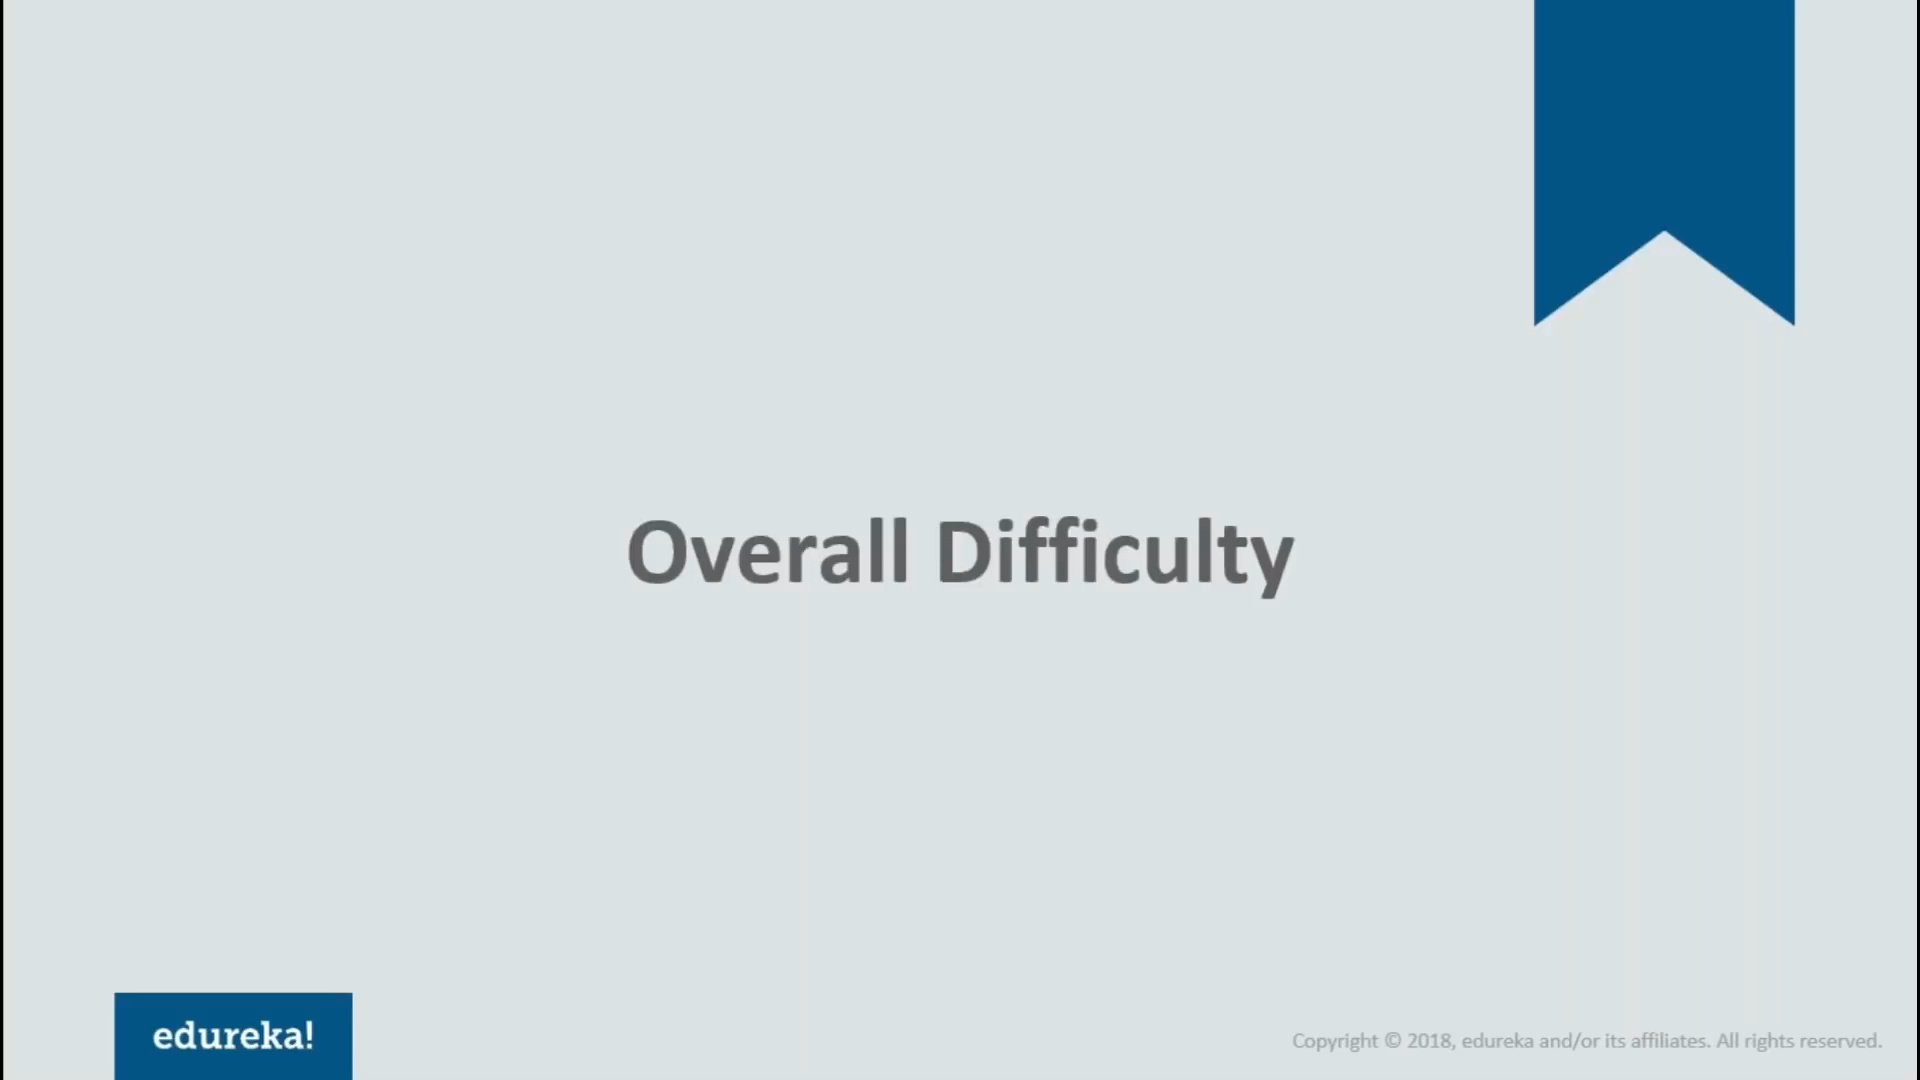 Overall Difficulty
edureka!
Copyright © 2018, edureka and/or its affiliates. All rights reserved.